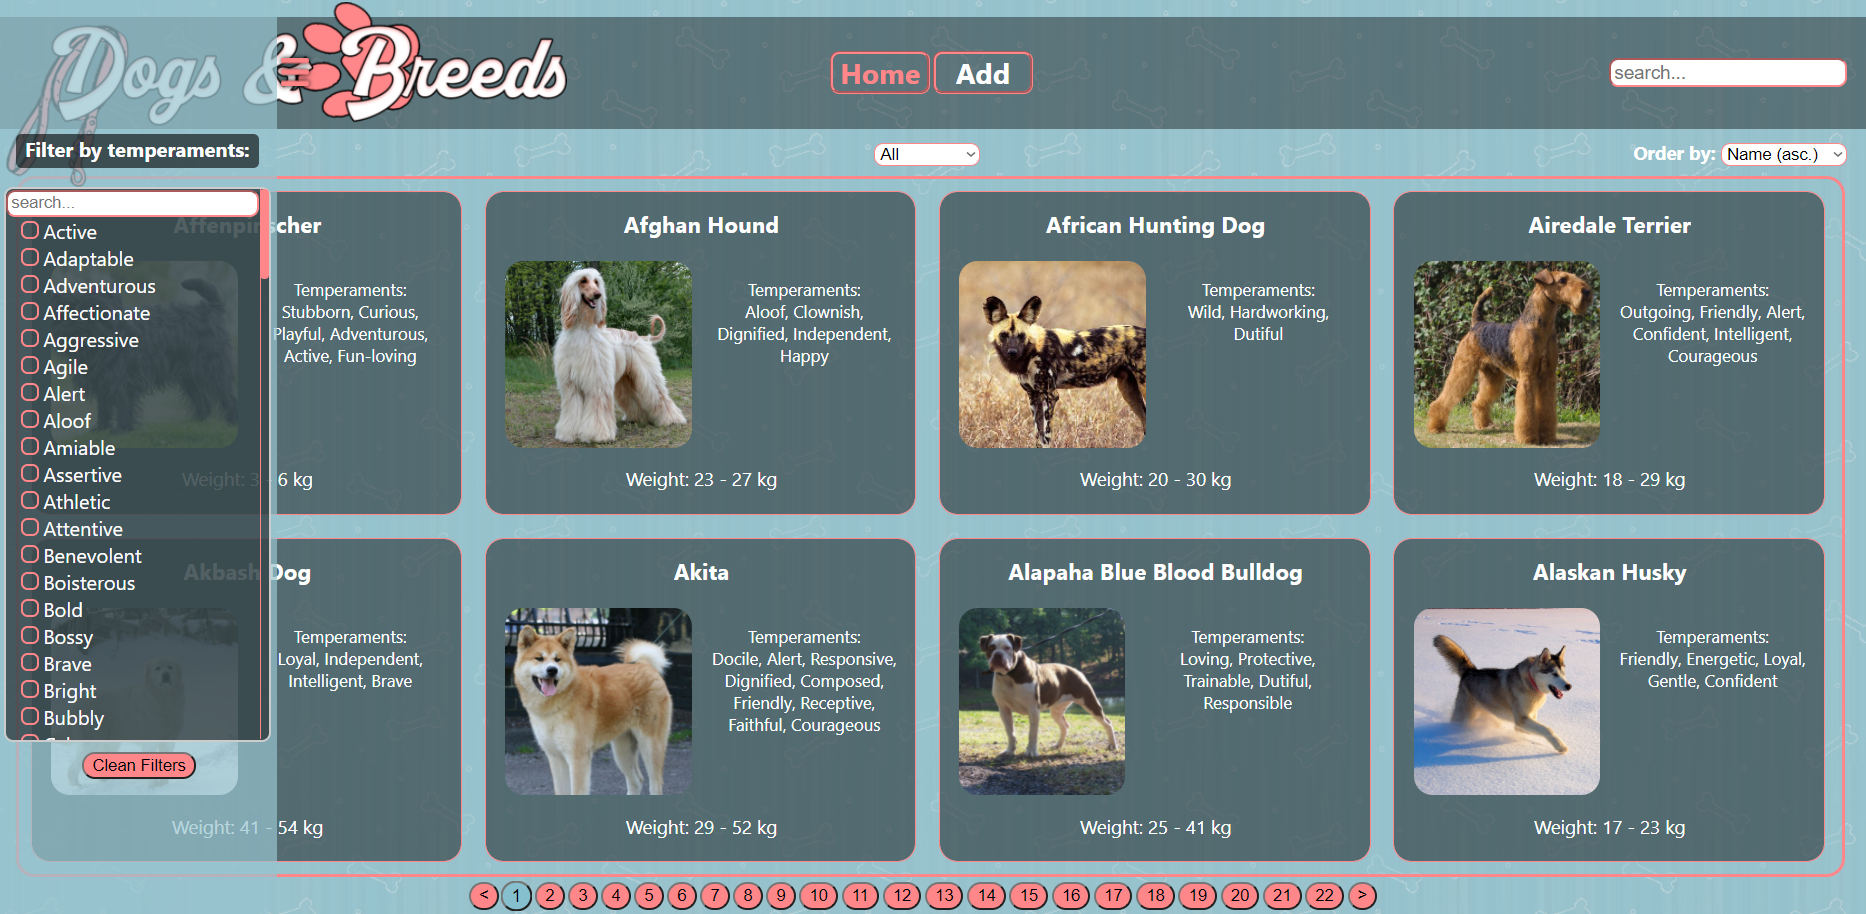 Dogs & Breeds
Home
Add
search...
Filter by temperaments:
All
Order by:
Name (asc.)
search...
Active
Adaptable
Adventurous
Affectionate
Aggressive
Agile
Alert
Aloof
Amiable
Assertive
Athletic
Attentive
Benevolent
Boisterous
Bold
Bossy
Brave
Bright
Bubbly
Clean Filters
Affenpinscher
Temperaments:
Stubborn, Curious,
Playful, Adventurous,
Active, Fun-loving
Weight: 3 - 6 kg
Afghan Hound
Temperaments:
Aloof, Clownish,
Dignified, Independent,
Happy
Weight: 23 - 27 kg
African Hunting Dog
Temperaments:
Wild, Hardworking,
Dutiful
Weight: 20 - 30 kg
Airedale Terrier
Temperaments:
Outgoing, Friendly, Alert,
Confident, Intelligent,
Courageous
Weight: 18 - 29 kg
Akbash Dog
Temperaments:
Loyal, Independent,
Intelligent, Brave
Weight: 41 - 54 kg
Akita
Temperaments:
Docile, Alert, Responsive,
Dignified, Composed,
Friendly, Receptive,
Faithful, Courageous
Weight: 29 - 52 kg
Alapaha Blue Blood Bulldog
Temperaments:
Loving, Protective,
Trainable, Dutiful,
Responsible
Weight: 25 - 41 kg
Alaskan Husky
Temperaments:
Friendly, Energetic, Loyal,
Gentle, Confident
Weight: 17 - 23 kg
< 1 2 3 4 5 6 7 8 9 10 11 12 13 14 15 16 17 18 19 20 21 22 >